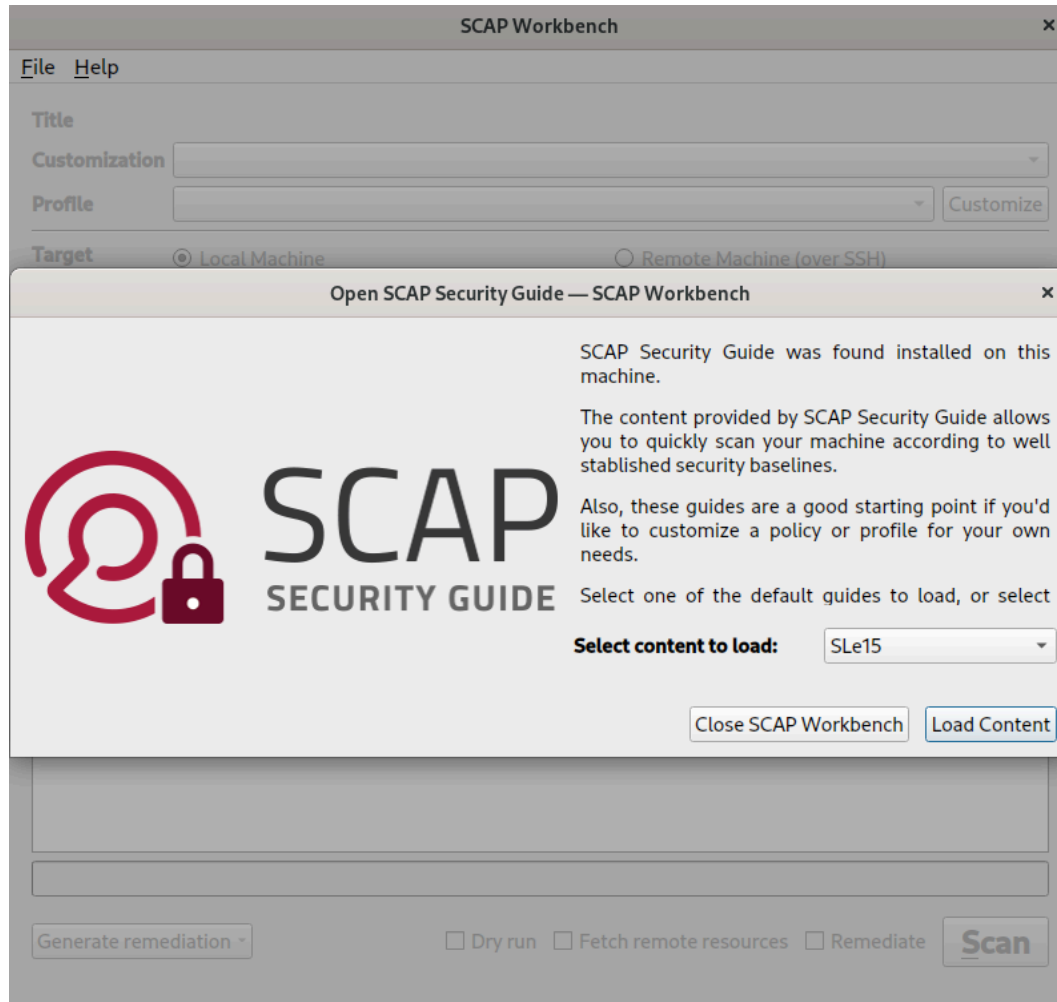 SCAP Workbench ×
File Help
Title
Customization
Profile Customize
Target Local Machine Remote Machine (over SSH)
Open SCAP Security Guide — SCAP Workbench ×
SCAP Security Guide was found installed on this
machine.
The content provided by SCAP Security Guide allows
you to quickly scan your machine according to well
stablished security baselines.
Also, these guides are a good starting point if you'd
like to customize a policy or profile for your own
needs.
Select one of the default guides to load, or select
SCAP
SECURITY GUIDE
Select content to load: SLe15
Close SCAP Workbench Load Content
Generate remediation Dry run Fetch remote resources Remediate Scan